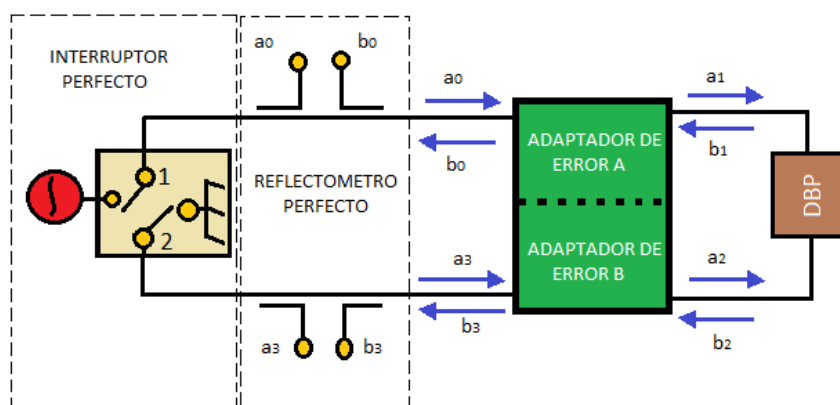 INTERRUPTOR
PERFECTO
a0
b0
a0
b0
a1
b1
ADAPTADOR DE
ERROR A
1
2
REFLECTOMETRO
PERFECTO
DBP
ADAPTADOR DE
ERROR B
a3
b3
a2
b2
a3
b3